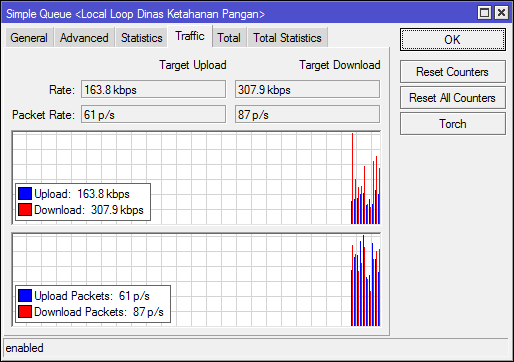 Simple Queue <Local Loop Dinas Ketahanan Pangan>
General Advanced Statistics Traffic Total Total Statistics
OK
Target Upload Target Download
Rate: 163.8 kbps 307.9 kbps
Reset Counters
Packet Rate: 61 p/s 87 p/s
Reset All Counters
Torch
Upload: 163.8 kbps
Download: 307.9 kbps
Upload Packets: 61 p/s
Download Packets: 87 p/s
enabled